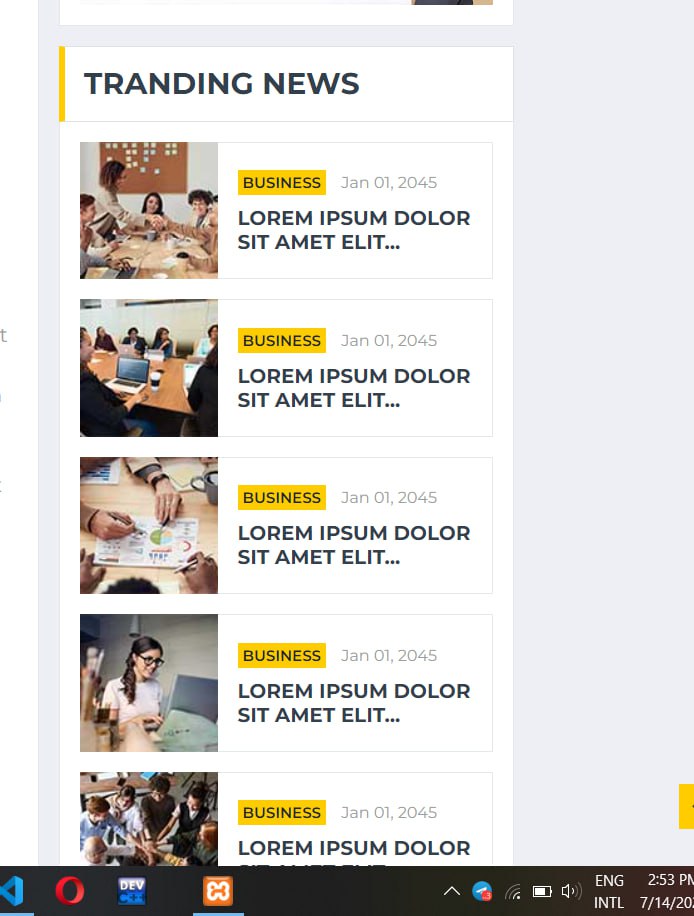 TRANDING NEWS
BUSINESS Jan 01, 2045
LOREM IPSUM DOLOR
SIT AMET ELIT...
BUSINESS Jan 01, 2045
LOREM IPSUM DOLOR
SIT AMET ELIT...
BUSINESS Jan 01, 2045
LOREM IPSUM DOLOR
SIT AMET ELIT...
BUSINESS Jan 01, 2045
LOREM IPSUM DOLOR
SIT AMET ELIT...
BUSINESS Jan 01, 2045
LOREM IPSUM DOLOR
DEV
C++
ENG
INTL
2:53 PM
7/14/20